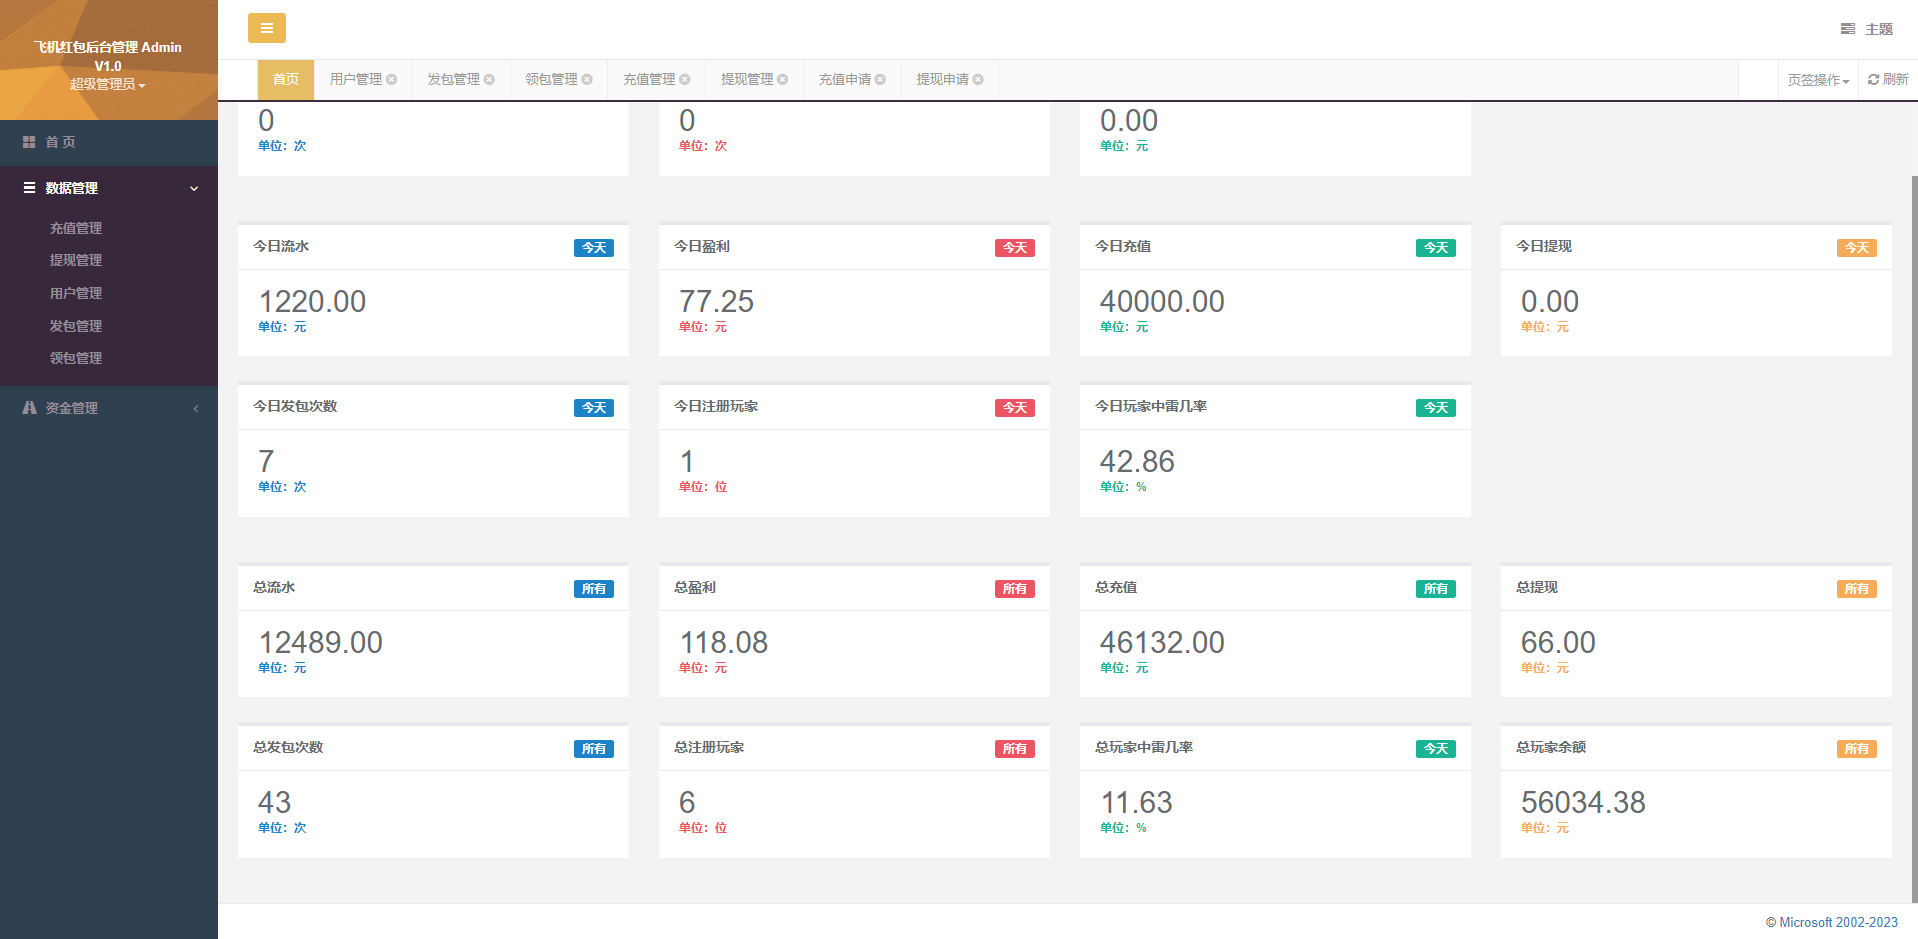 飞机红包后台管理 Admin
V1.0
超级管理员
首 页
数据管理
充值管理
提现管理
用户管理
发包管理
领包管理
资金管理
主题
首页
用户管理
发包管理
领包管理
充值管理
提现管理
充值申请
提现申请
页签操作
刷新
0
单位：次
0
单位：次
0.00
单位：元
今日流水
今天
1220.00
单位：元
今日盈利
今天
77.25
单位：元
今日充值
今天
40000.00
单位：元
今日提现
今天
0.00
单位：元
今日发包次数
今天
7
单位：次
今日注册玩家
今天
1
单位：位
今日玩家中雷几率
今天
42.86
单位：%
总流水
所有
12489.00
单位：元
总盈利
所有
118.08
单位：元
总充值
所有
46132.00
单位：元
总提现
所有
66.00
单位：元
总发包次数
所有
43
单位：次
总注册玩家
所有
6
单位：位
总玩家中雷几率
今天
11.63
单位：%
总玩家余额
所有
56034.38
单位：元
© Microsoft 2002-2023